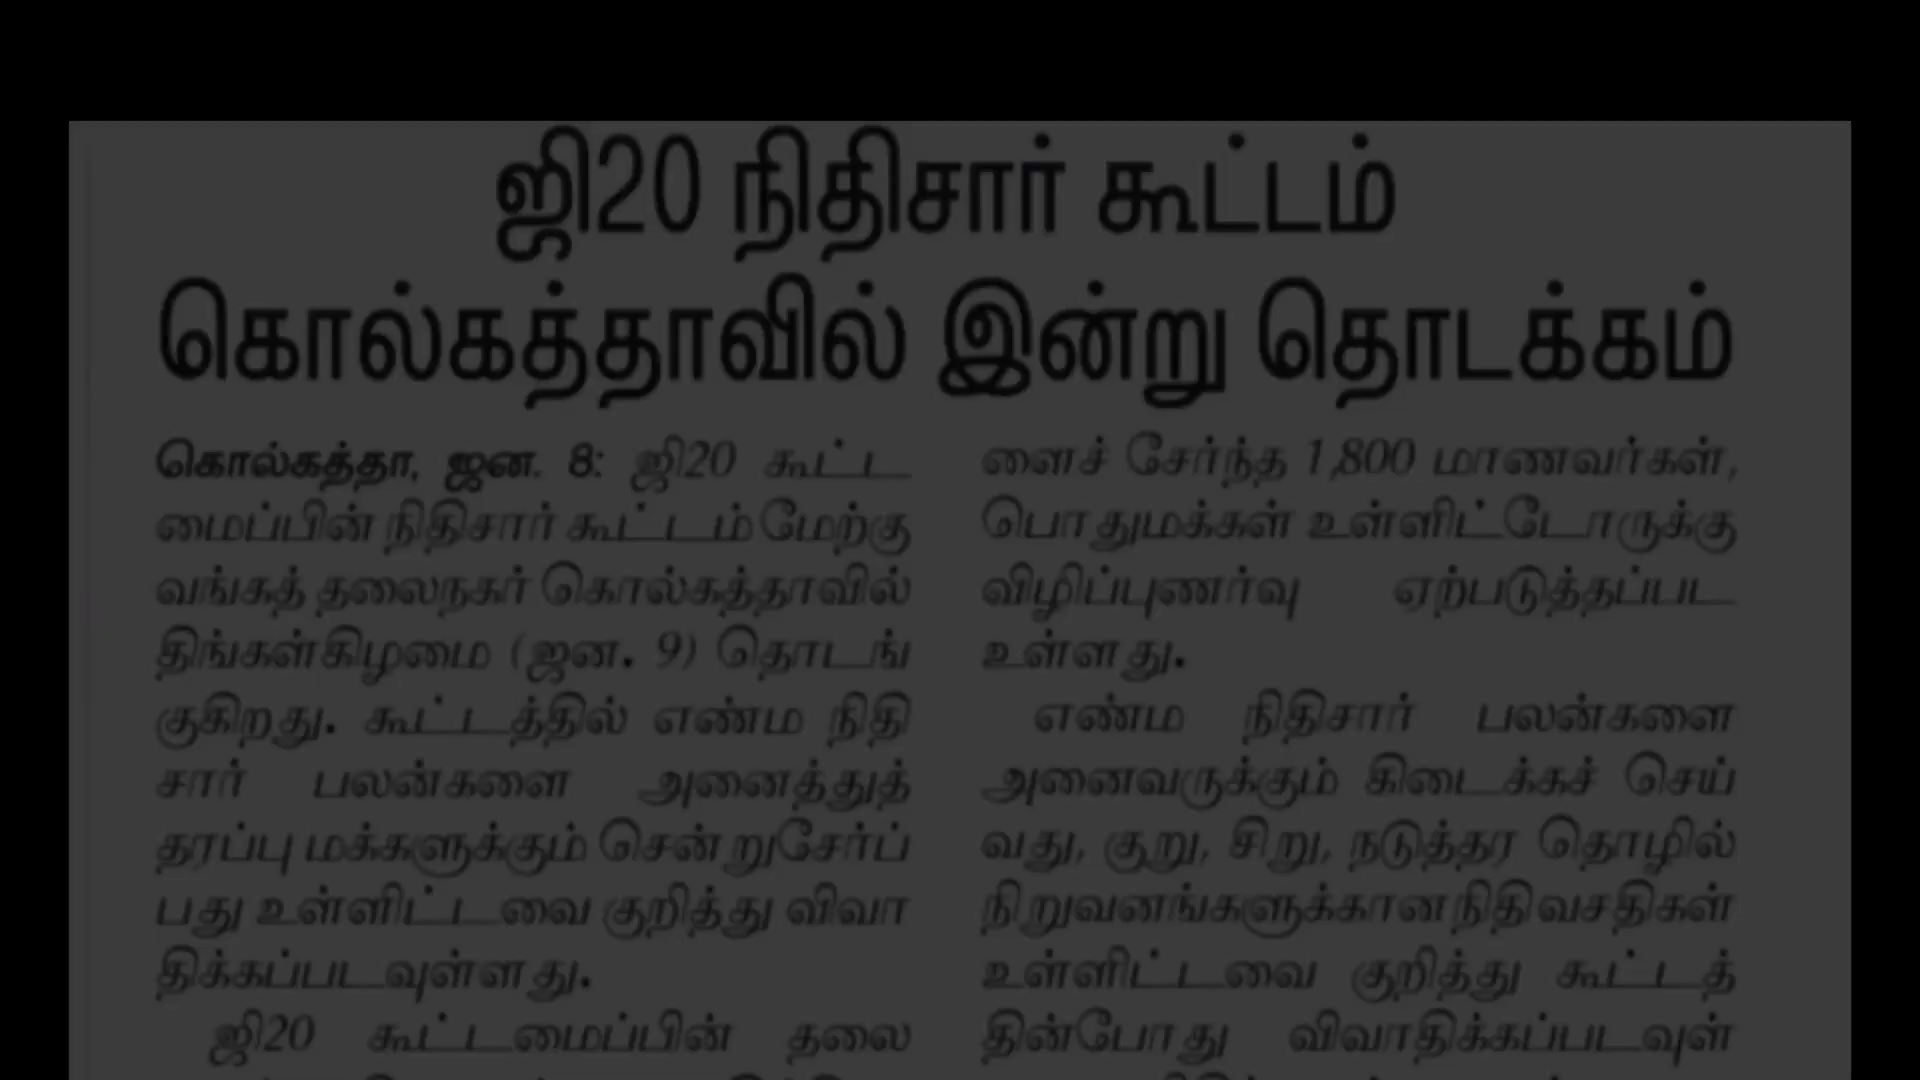 ஜி20 நிதிசார் கூட்டம்
கொல்கத்தாவில் இன்று தொடக்கம்
கொல்கத்தா, ஜன. 8: ஜி20 கூட்ட
மைப்பின் நிதிசார் கூட்டம் மேற்கு
வங்கத் தலைநகர் கொல்கத்தாவில்
திங்கள்கிழமை (ஜன. 9) தொடங்
குகிறது. கூட்டத்தில் எண்ம நிதி
சார் பலன்களை அனைத்துத்
தரப்பு மக்களுக்கும் சென்றுசேர்ப்
பது உள்ளிட்டவை குறித்து விவா
திக்கப்படவுள்ளது.
ஜி20 கூட்டமைப்பின் தலை
ளைச் சேர்ந்த 1,800 மாணவர்கள்,
பொதுமக்கள் உள்ளிட்டோருக்கு
விழிப்புணர்வு ஏற்படுத்தப்பட
உள்ளது.
எண்ம நிதிசார் பலன்களை
அனைவருக்கும் கிடைக்கச் செய்
வது, குறு, சிறு, நடுத்தர தொழில்
நிறுவனங்களுக்கான நிதி வசதிகள்
உள்ளிட்டவை குறித்து கூட்டத்
தின்போது விவாதிக்கப்படவுள்